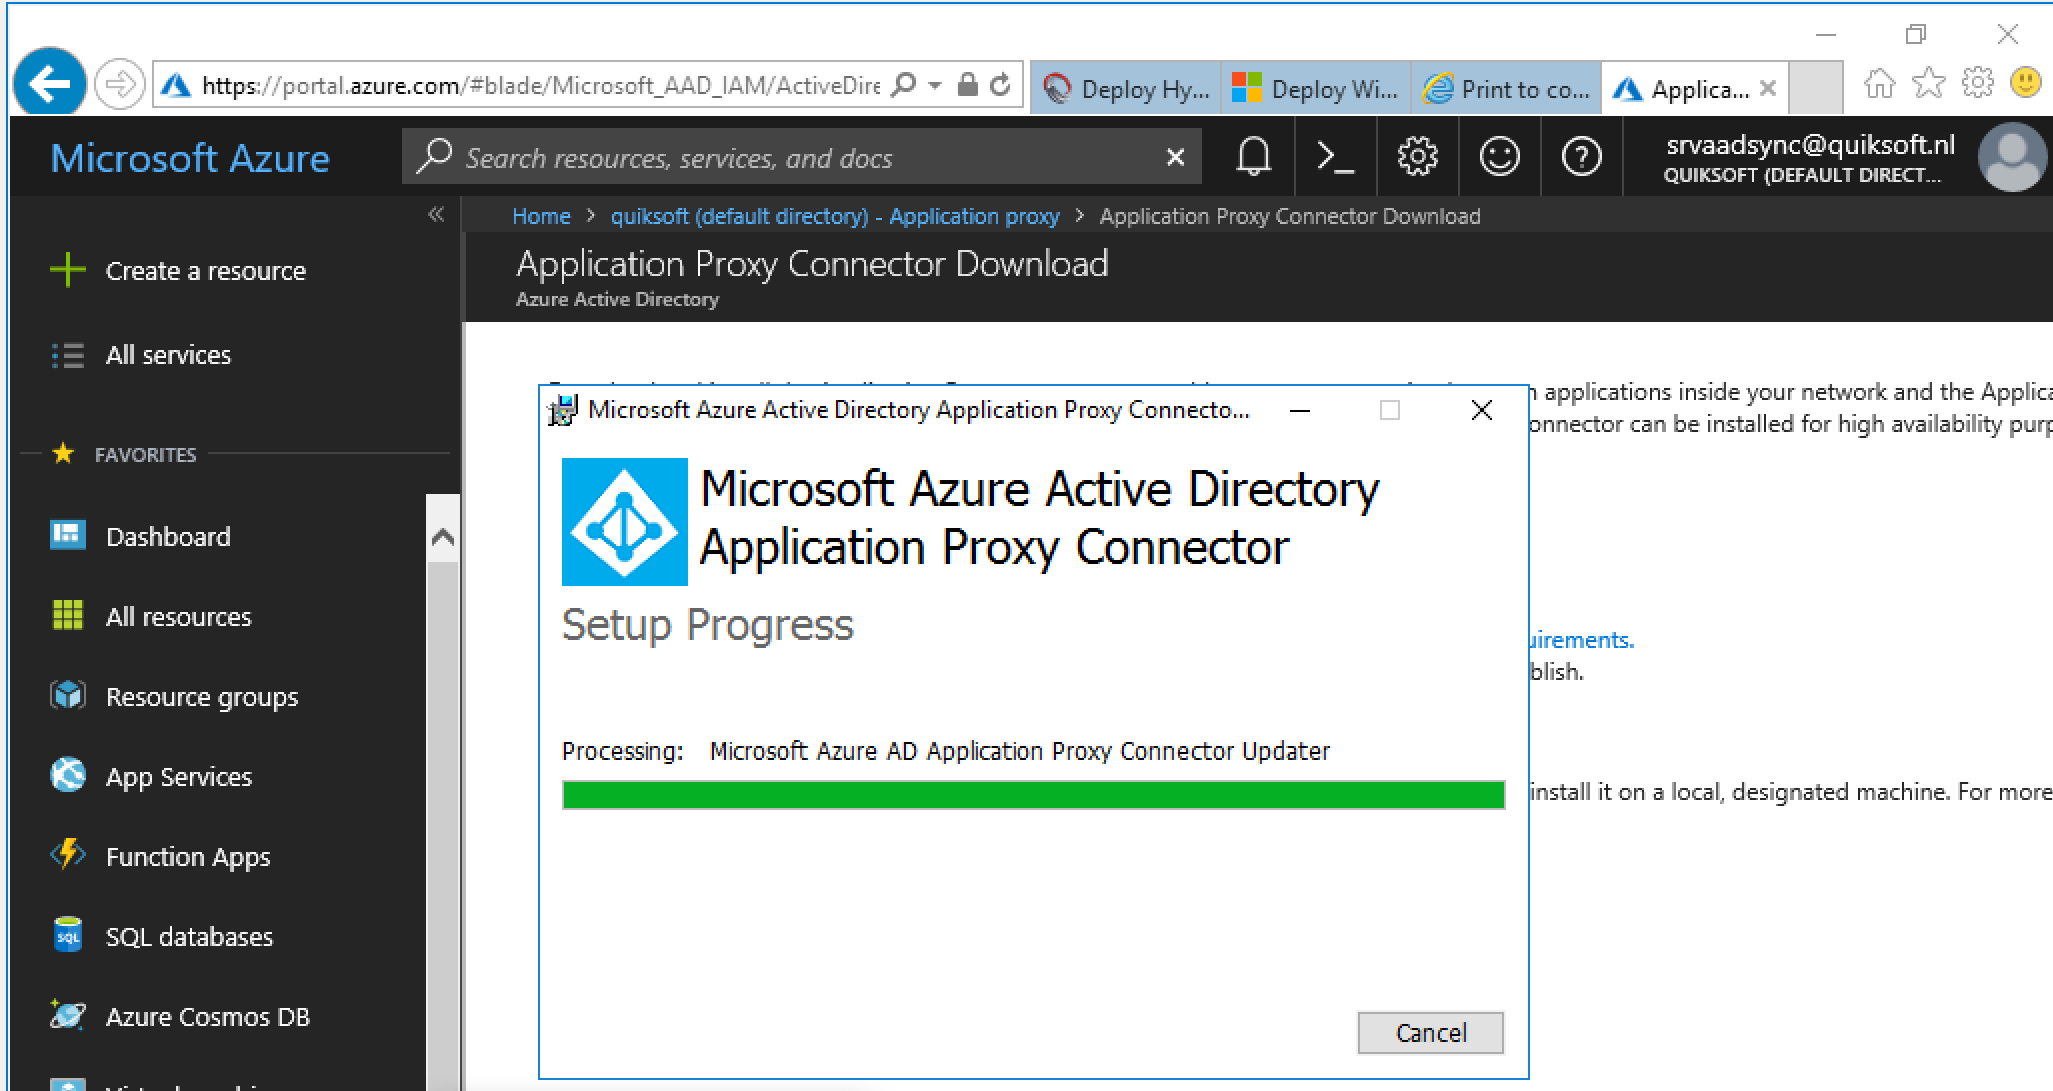 https://portal.azure.com/#blade/Microsoft_AAD_IAM/ActiveDire
Deploy Hy...
Deploy Wi...
Print to co...
Applica...
Microsoft Azure
Search resources, services, and docs
srvaadsync@quiksoft.nl
QUIKSOFT (DEFAULT DIRECT...
Home > quiksoft (default directory) - Application proxy > Application Proxy Connector Download
Application Proxy Connector Download
Azure Active Directory
Create a resource
All services
FAVORITES
Dashboard
All resources
Resource groups
App Services
Function Apps
SQL databases
Azure Cosmos DB
applications inside your network and the Applica
onnector can be installed for high availability purp
Microsoft Azure Active Directory Application Proxy Connecto...
Microsoft Azure Active Directory
Application Proxy Connector
Setup Progress
uirements.
blish.
Processing: Microsoft Azure AD Application Proxy Connector Updater
install it on a local, designated machine. For more
Cancel